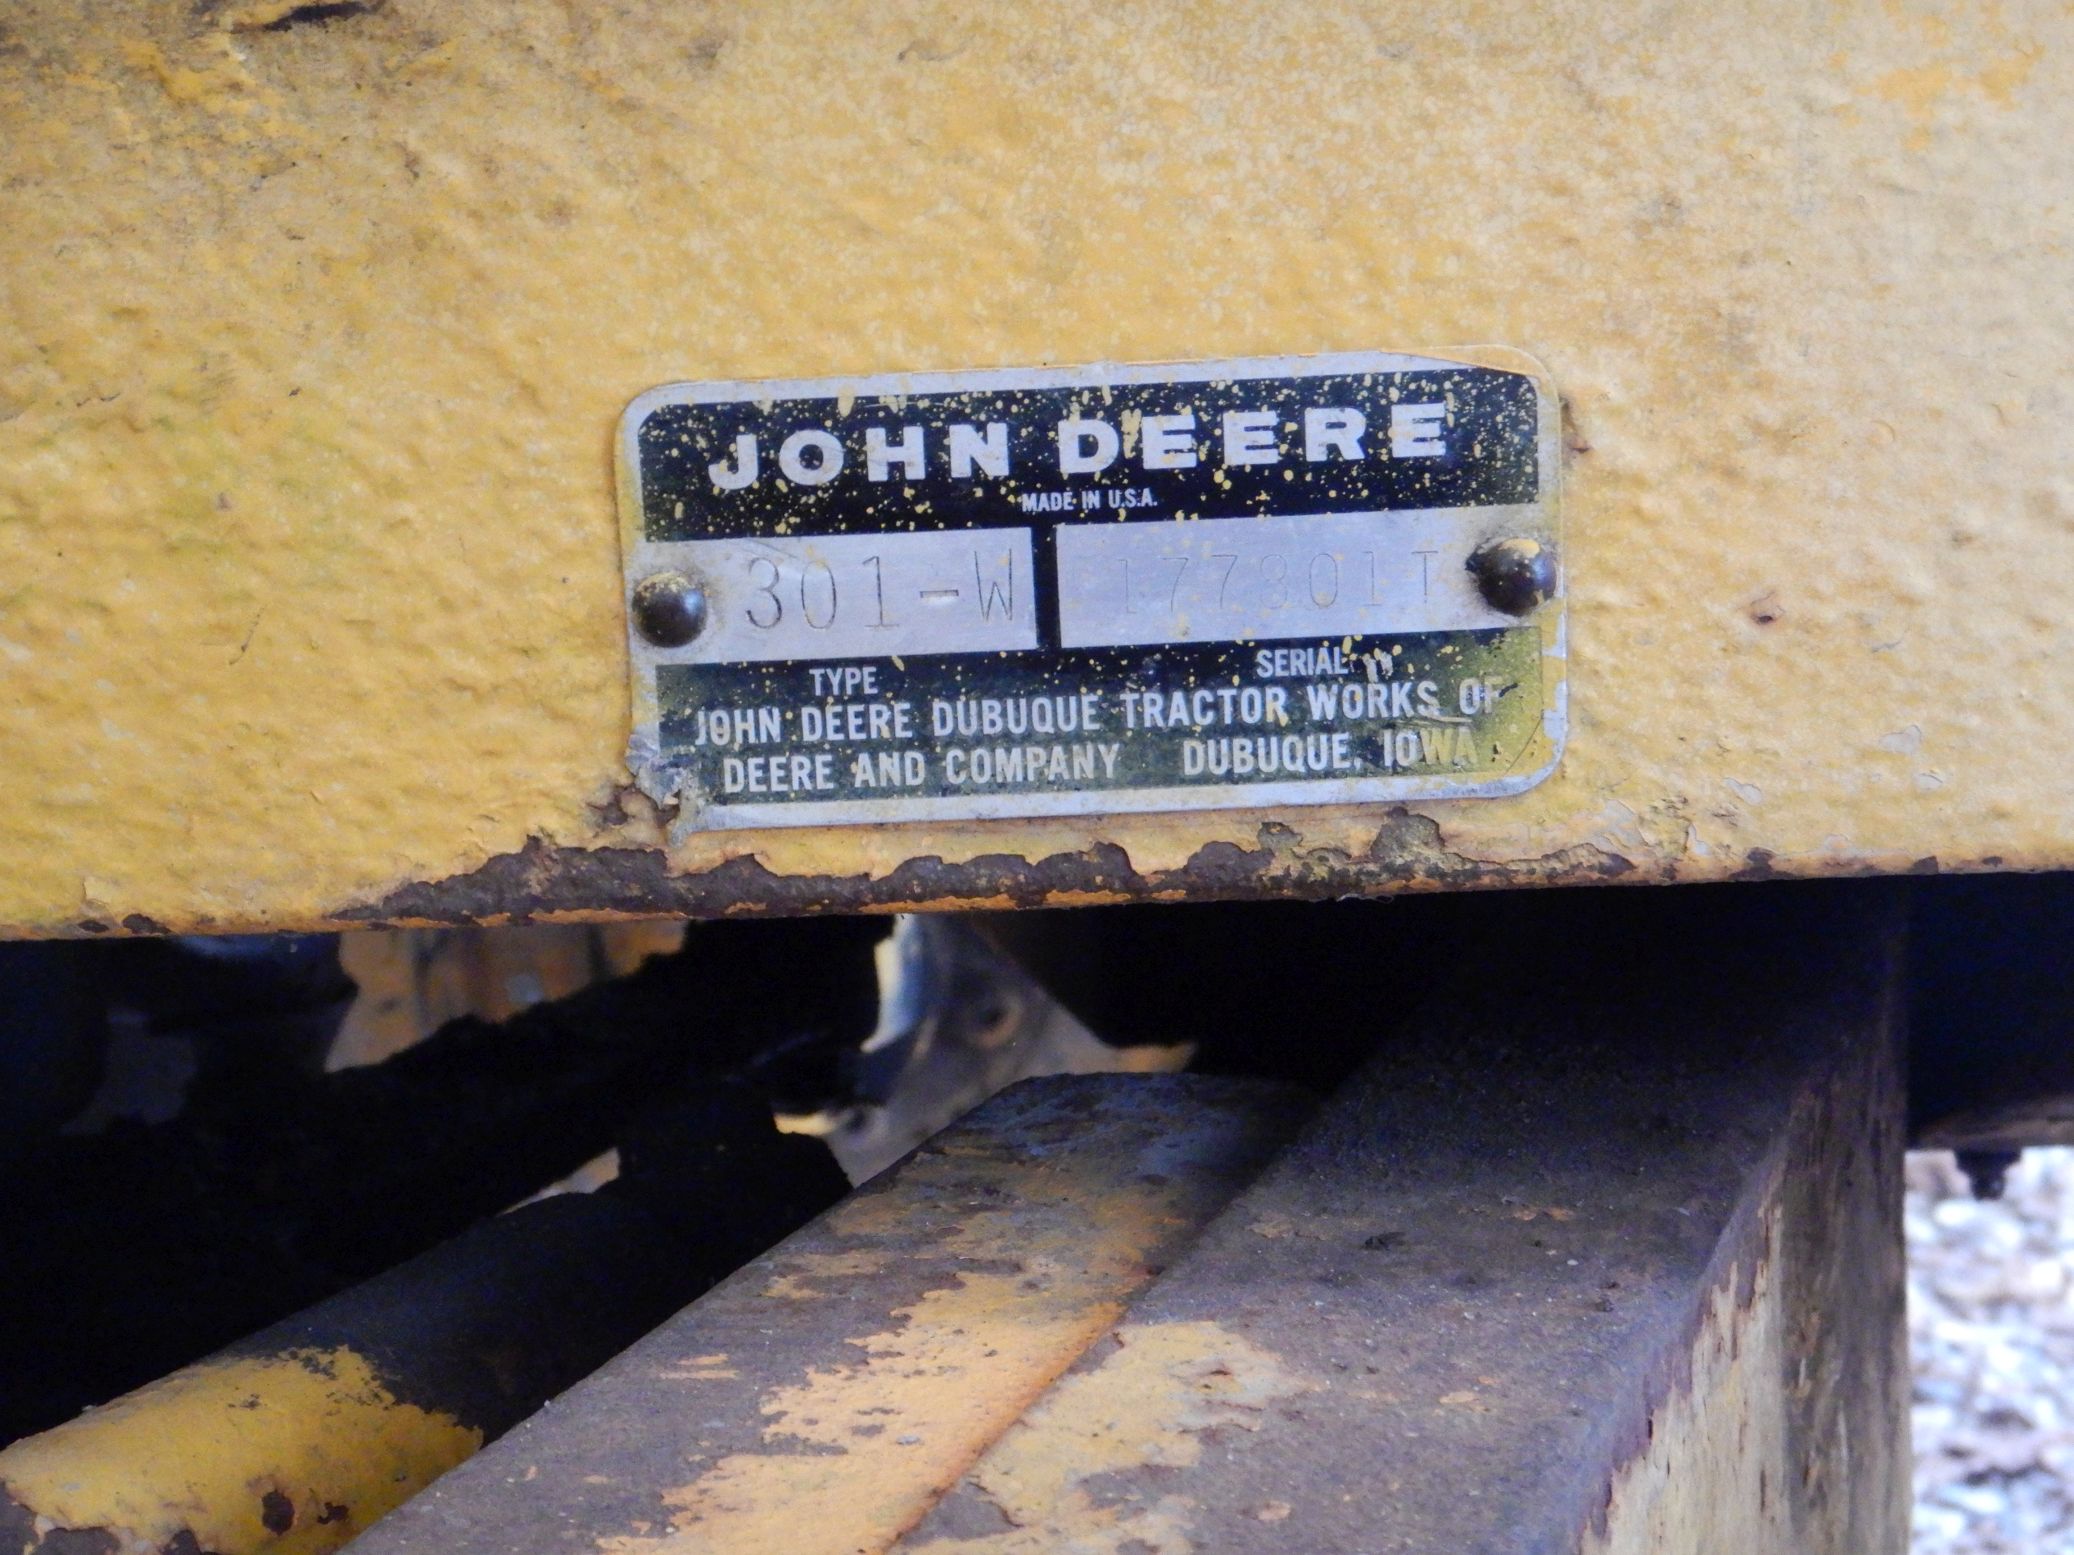 JOHN DEERE
MADE IN U.S.A.
301-W 177801T
TYPE SERIAL
JOHN DEERE DUBUQUE TRACTOR WORKS OF
DEERE AND COMPANY DUBUQUE, IOWA